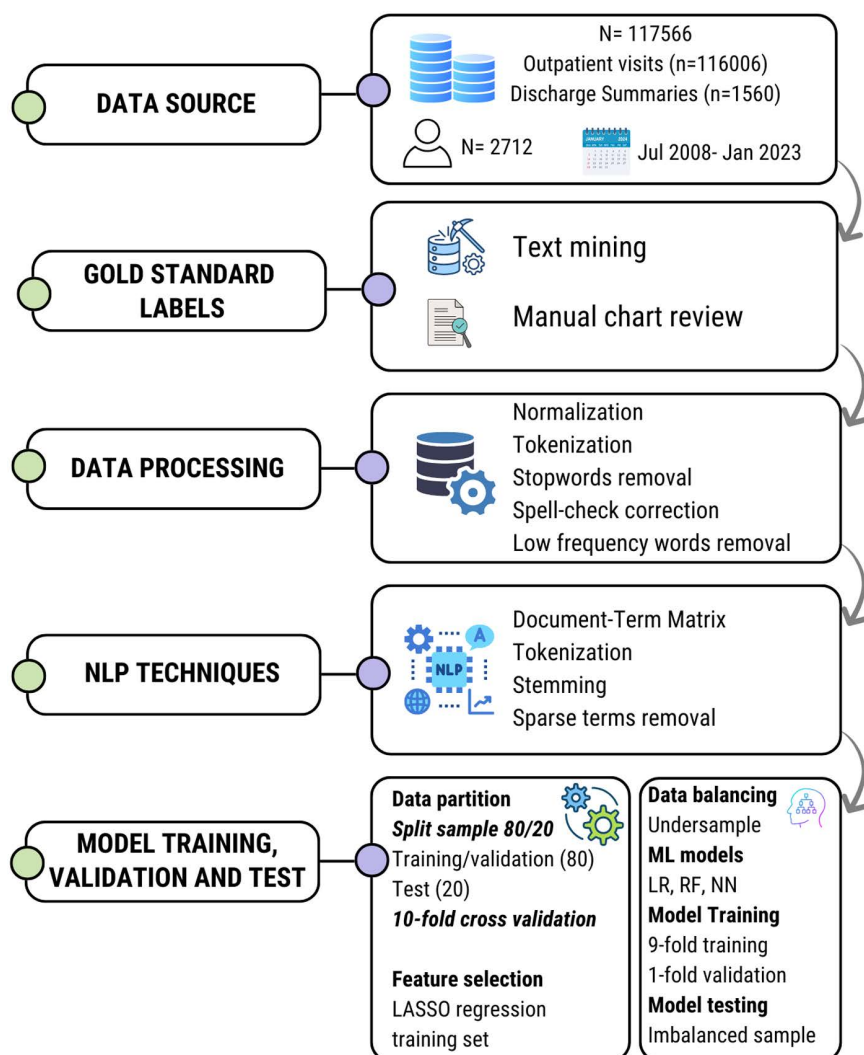 DATA SOURCE
N= 117566
Outpatient visits (n=116006)
Discharge Summaries (n=1560)
N= 2712
JANUARY
2024
Jul 2008- Jan 2023
GOLD STANDARD
LABELS
Text mining
Manual chart review
DATA PROCESSING
Normalization
Tokenization
Stopwords removal
Spell-check correction
Low frequency words removal
NLP TECHNIQUES
A
NLP
Document-Term Matrix
Tokenization
Stemming
Sparse terms removal
MODEL TRAINING,
VALIDATION AND TEST
Data partition
Split sample 80/20
Training/validation (80)
Test (20)
10-fold cross validation
Feature selection
LASSO regression
training set
Data balancing
Undersample
ML models
LR, RF, NN
Model Training
9-fold training
1-fold validation
Model testing
Imbalanced sample